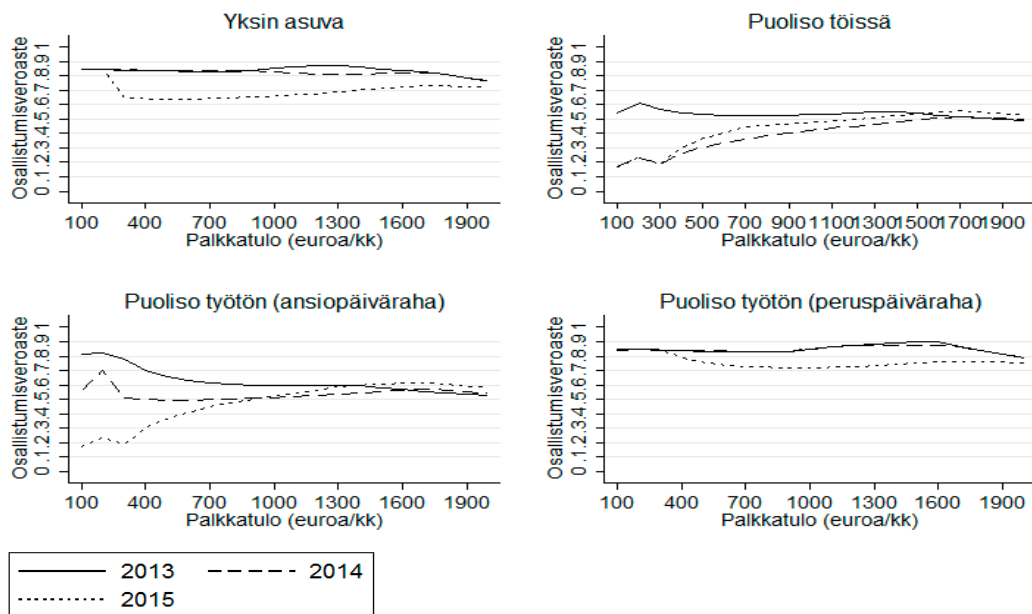 Yksin asuva
Osallistumisveroaste
0 .1 .2 .3 .4 .5 .6 .7 .8 .9 1
100 400 700 1000 1300 1600 1900
Palkkatulo (euroa/kk)
Puoliso töissä
Osallistumisveroaste
0 .1 .2 .3 .4 .5 .6 .7 .8 .9 1
100 300 500 700 900 1100 1300 1500 1700 1900
Palkkatulo (euroa/kk)
Puoliso työtön (ansiopäiväraha)
Osallistumisveroaste
0 .1 .2 .3 .4 .5 .6 .7 .8 .9 1
100 400 700 1000 1300 1600 1900
Palkkatulo (euroa/kk)
Puoliso työtön (peruspäiväraha)
Osallistumisveroaste
0 .1 .2 .3 .4 .5 .6 .7 .8 .9 1
100 400 700 1000 1300 1600 1900
Palkkatulo (euroa/kk)
2013 2014
2015